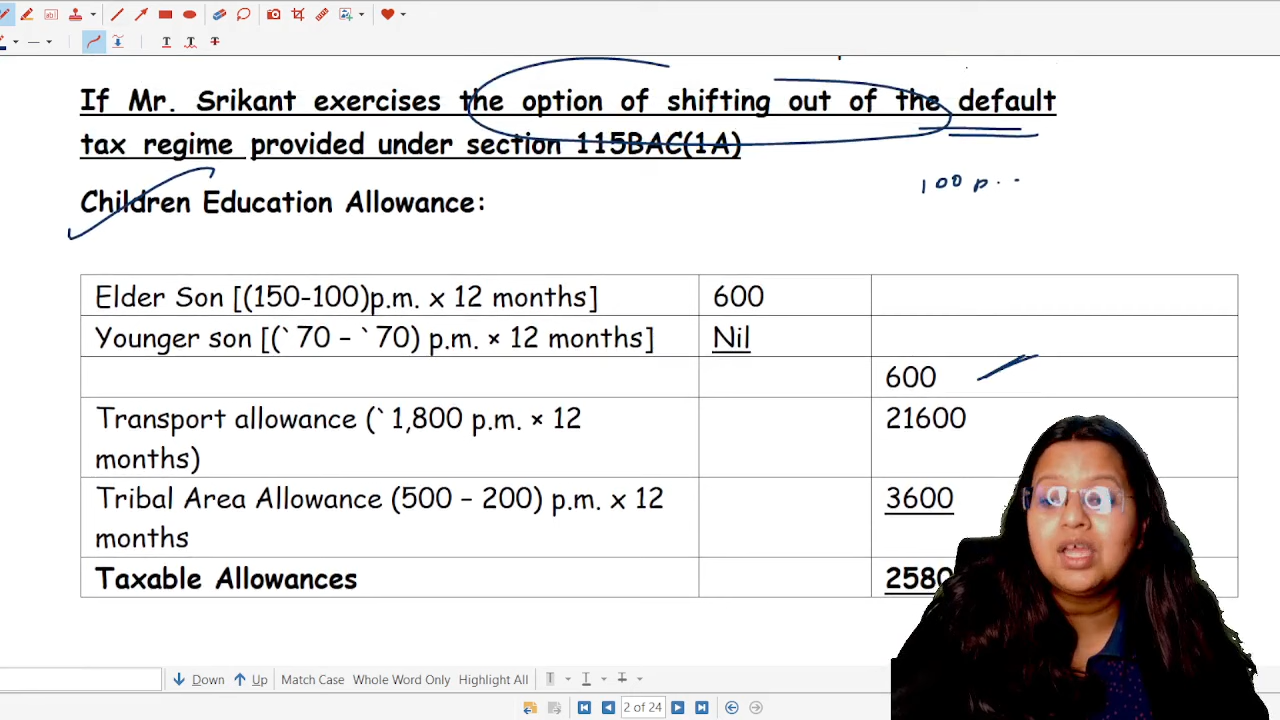 If Mr. Srikant exercises the option of shifting out of the default
tax regime provided under section 115BAC(1A)
100 p.
Children Education Allowance:
Elder Son [(150-100)p.m. x 12 months] 600
Younger son [(`70 – `70) p.m. × 12 months] Nil
600
Transport allowance (`1,800 p.m. × 12 21600
months)
Tribal Area Allowance (500 – 200) p.m. x 12 3600
months
Taxable Allowances 2580
Down Up Match Case Whole Word Only Highlight All T T T
2 of 24